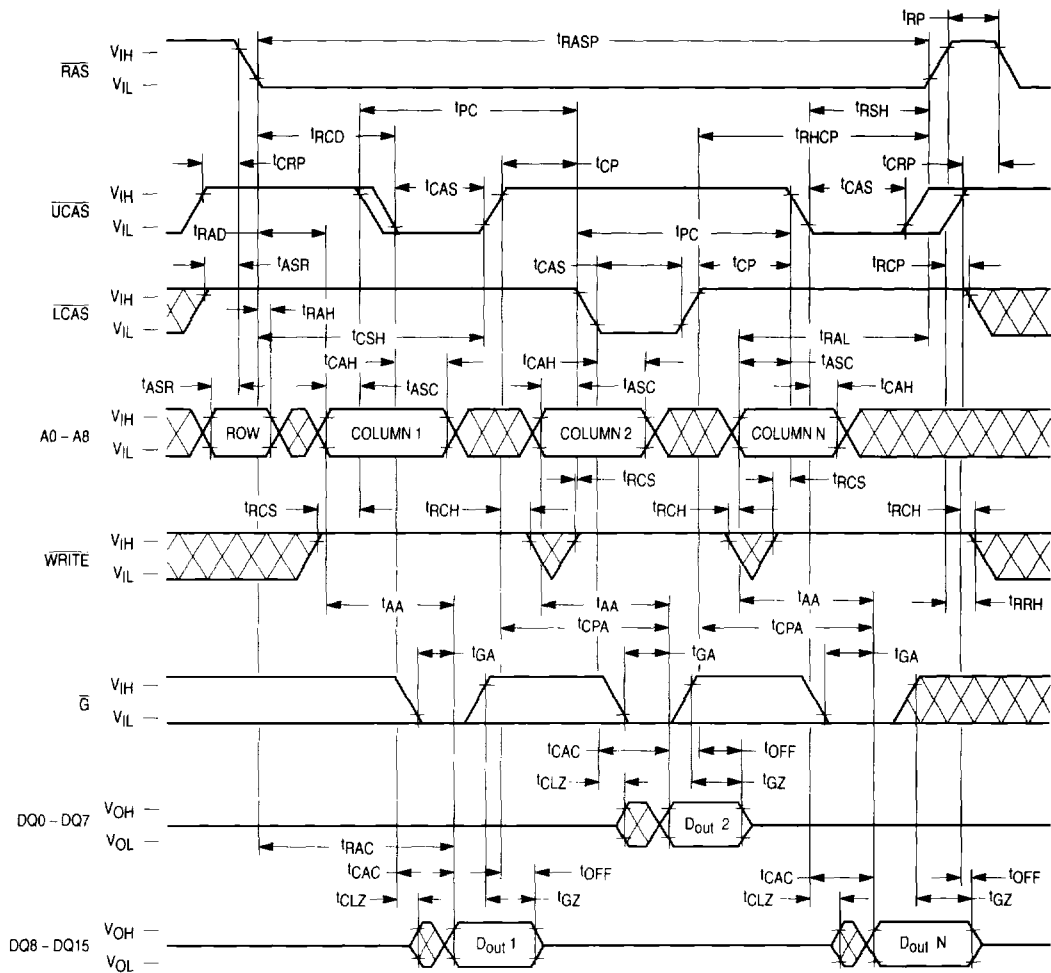 tRP
tRASP
RAS VIH
VIL
tPC tRSH
tRCD tRHCP
tCRP tCP tCRP
tCAS tCAS
UCAS VIH
VIL
tRAD tPC
tASR tCAS tCP tRCP
LCAS VIH
VIL
tRAH tCSH tRAL
tCAH tCAH tASC
tASR tASC tASC tCAH
A0 – A8 VIH
VIL
ROW COLUMN 1 COLUMN 2 COLUMN N
tRCS tRCS
tRCS tRCH tRCH tRCH
WRITE VIH
VIL
tAA tAA tAA tRRH
tCPA tCPA
tGA tGA tGA
G VIH
VIL
tCAC tOFF
tCLZ tGZ
DQ0 – DQ7 VOH
VOL
Dout 2
tRAC
tCAC tOFF tCAC tOFF
tCLZ tGZ tCLZ tGZ
DQ8 – DQ15 VOH
VOL
Dout 1 Dout N